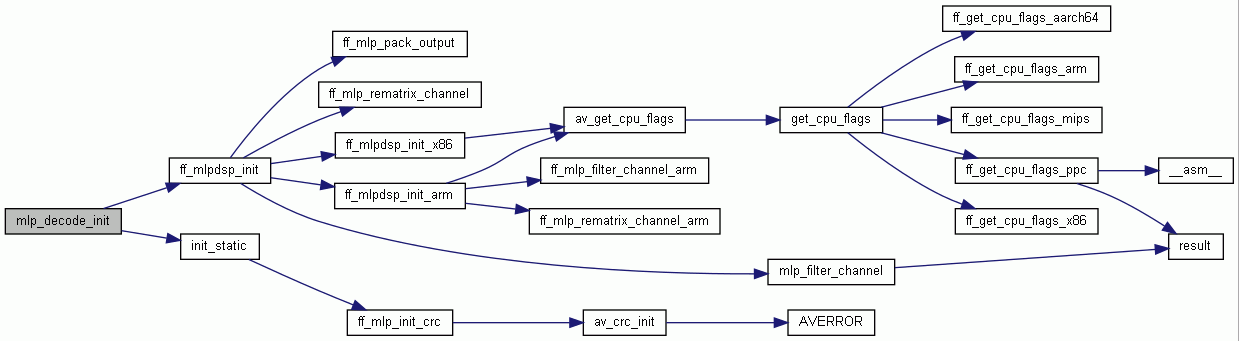 mlp_decode_init
ff_mlpdsp_init
init_static
ff_mlp_pack_output
ff_mlp_rematrix_channel
ff_mlpdsp_init_x86
ff_mlpdsp_init_arm
ff_mlp_init_crc
av_get_cpu_flags
ff_mlp_filter_channel_arm
ff_mlp_rematrix_channel_arm
av_crc_init
get_cpu_flags
mlp_filter_channel
AVERROR
ff_get_cpu_flags_aarch64
ff_get_cpu_flags_arm
ff_get_cpu_flags_mips
ff_get_cpu_flags_ppc
ff_get_cpu_flags_x86
__asm__
result